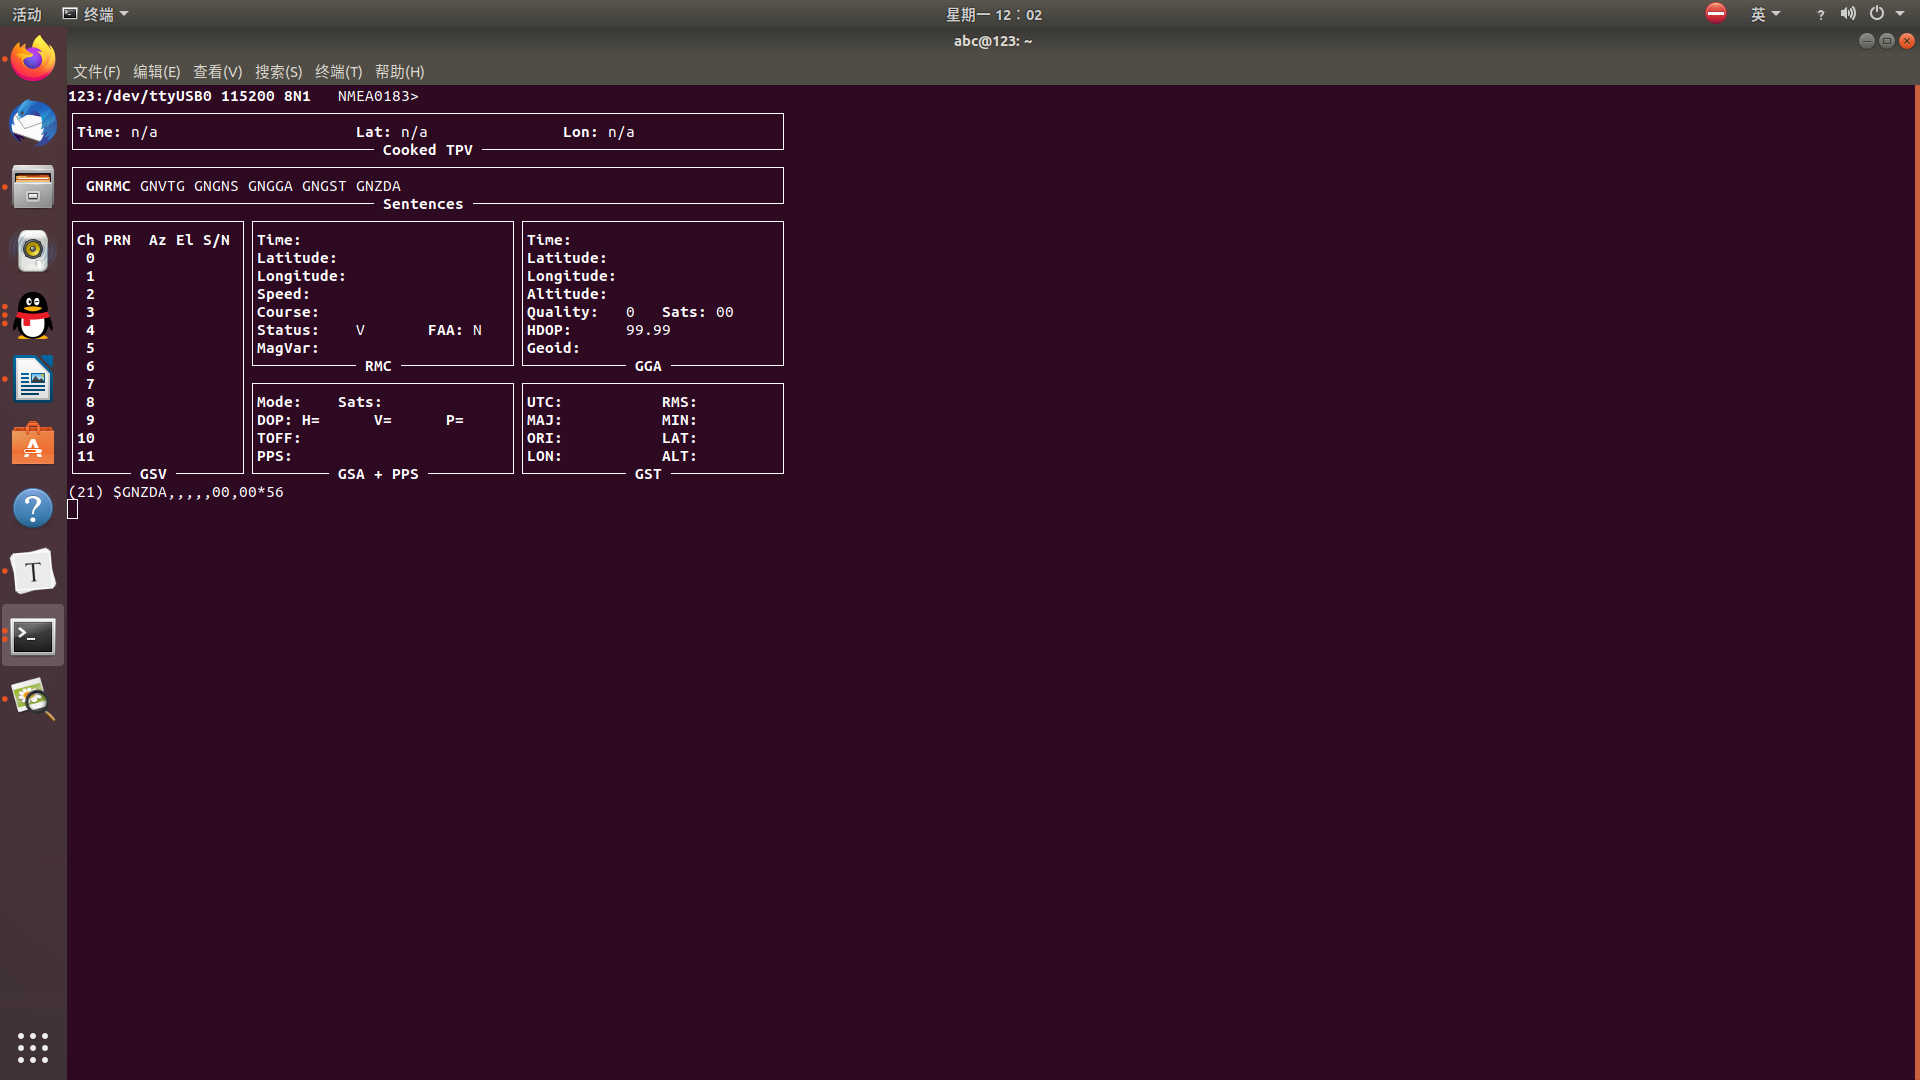 活动 终端 星期一 12：02 英 ?
abc@123: ~
文件(F) 编辑(E) 查看(V) 搜索(S) 终端(T) 帮助(H)
123:/dev/ttyUSB0 115200 8N1 NMEA0183>
Time: n/a Lat: n/a Lon: n/a
Cooked TPV
GNRMC GNVTG GNGNS GNGGA GNGST GNZDA
Sentences
Ch PRN Az El S/N Time: Time:
0 Latitude: Latitude:
1 Longitude: Longitude:
2 Speed: Altitude:
3 Course: Quality: 0 Sats: 00
4 Status: V FAA: N HDOP: 99.99
5 MagVar: Geoid:
6 RMC GGA
7
8 Mode: Sats: UTC: RMS:
9 DOP: H= V= P= MAJ: MIN:
10 TOFF: ORI: LAT:
11 PPS: LON: ALT:
GSV GSA + PPS GST
(21) $GNZDA,,,,,00,00*56